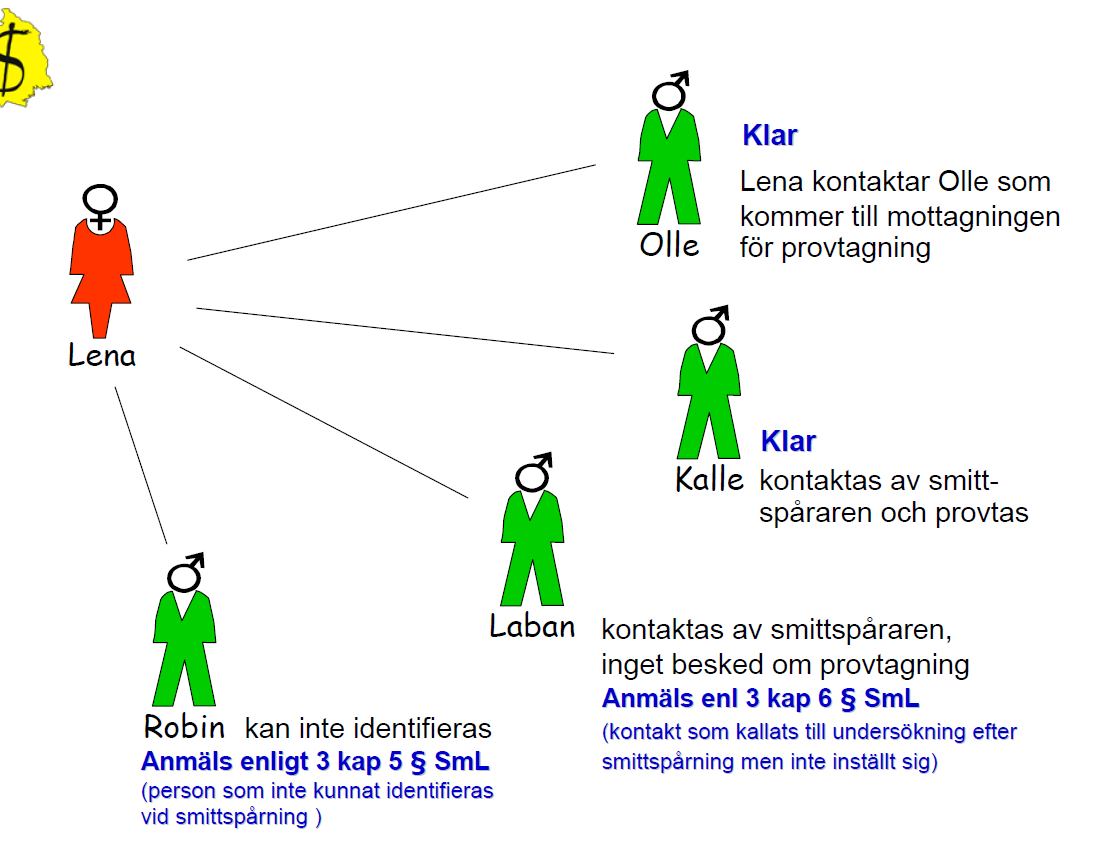 $
Klar
Lena kontaktar Olle som
kommer till mottagningen
för provtagning
Olle
Lena
Klar
Kalle kontaktas av smitt-
spåraren och provtas
Laban kontaktas av smittspåraren,
inget besked om provtagning
Anmäls enl 3 kap 6 § SmL
(kontakt som kallats till undersökning efter
smittspårning men inte inställt sig)
Robin kan inte identifieras
Anmäls enligt 3 kap 5 § SmL
(person som inte kunnat identifieras
vid smittspårning )